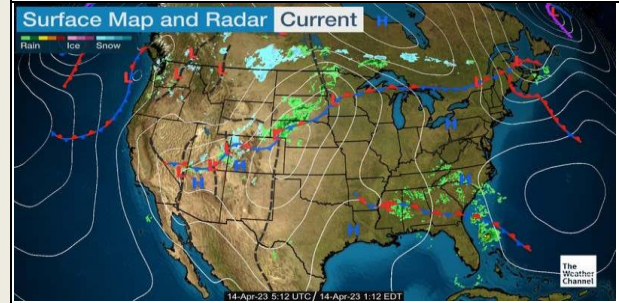 Surface Map and Radar Current
Rain Ice Snow
H
L
L
L
L
L
L
L
L
L
L
H
L
L
H
H
L
H
H
The
Weather
Channel
14-Apr-23 5:12 UTC / 14-Apr-23 1:12 EDT